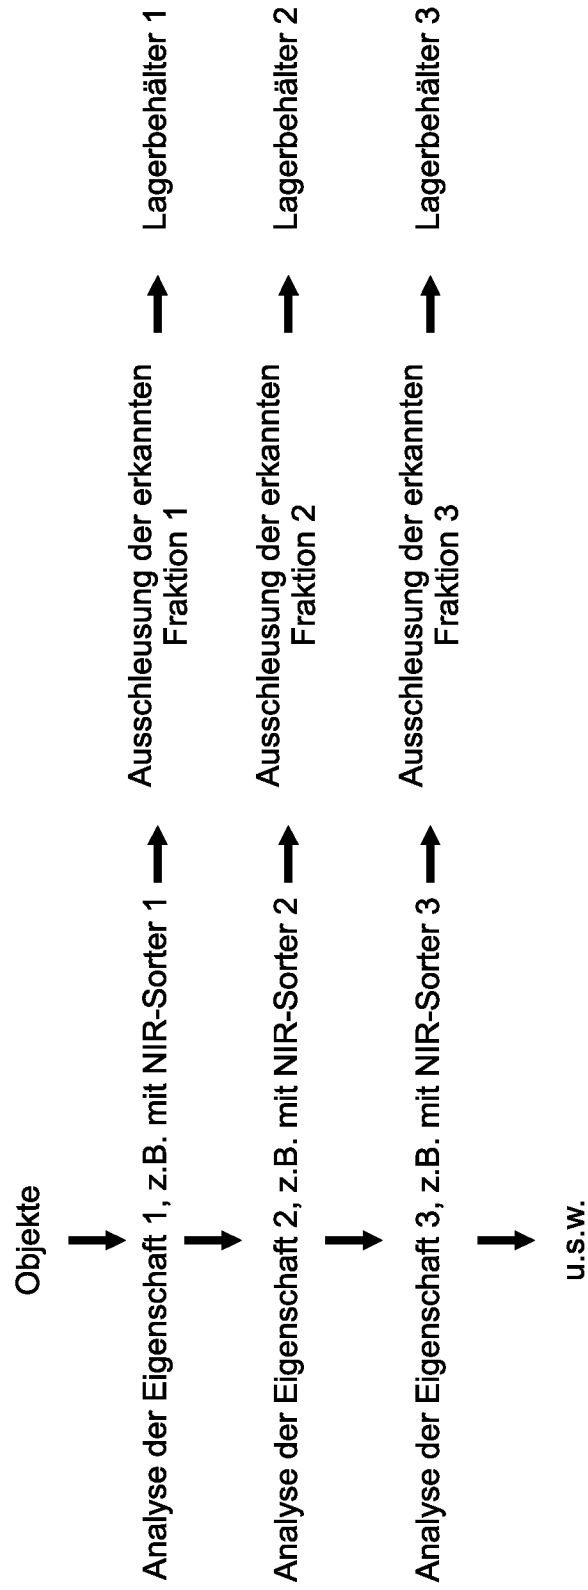 Objekte
Analyse der Eigenschaft 1, z.B. mit NIR-Sorter 1
Ausschleusung der erkannten
Fraktion 1
Lagerbehälter 1
Analyse der Eigenschaft 2, z.B. mit NIR-Sorter 2
Ausschleusung der erkannten
Fraktion 2
Lagerbehälter 2
Analyse der Eigenschaft 3, z.B. mit NIR-Sorter 3
Ausschleusung der erkannten
Fraktion 3
Lagerbehälter 3
u.s.w.